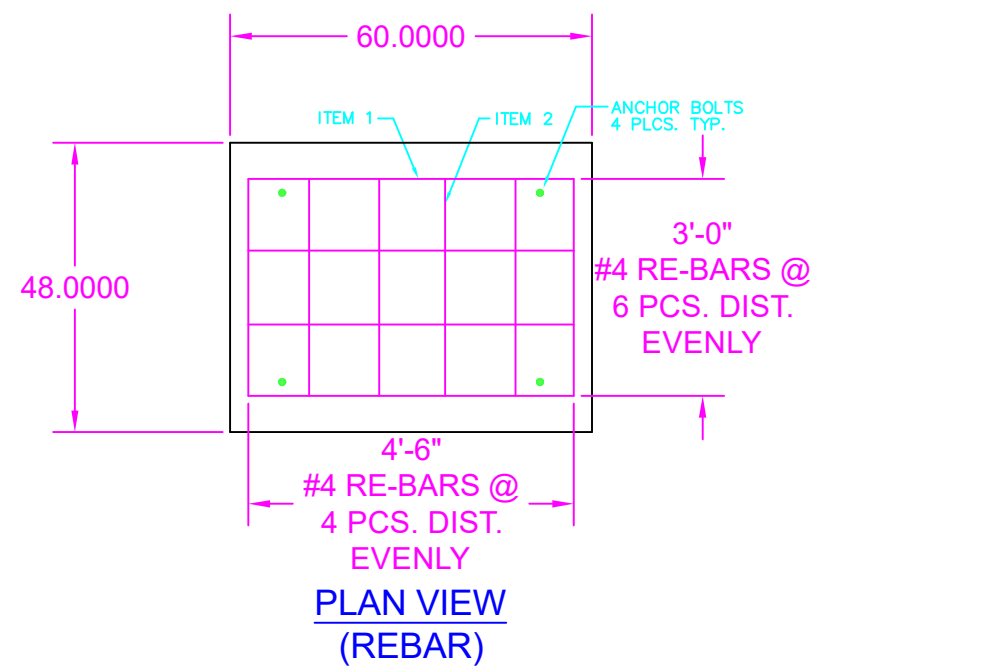 60.0000
ITEM 1
ITEM 2
ANCHOR BOLTS
4 PLCS. TYP.
48.0000
3'-0"
#4 RE-BARS @
6 PCS. DIST.
EVENLY
4'-6"
#4 RE-BARS @
4 PCS. DIST.
EVENLY
PLAN VIEW
(REBAR)